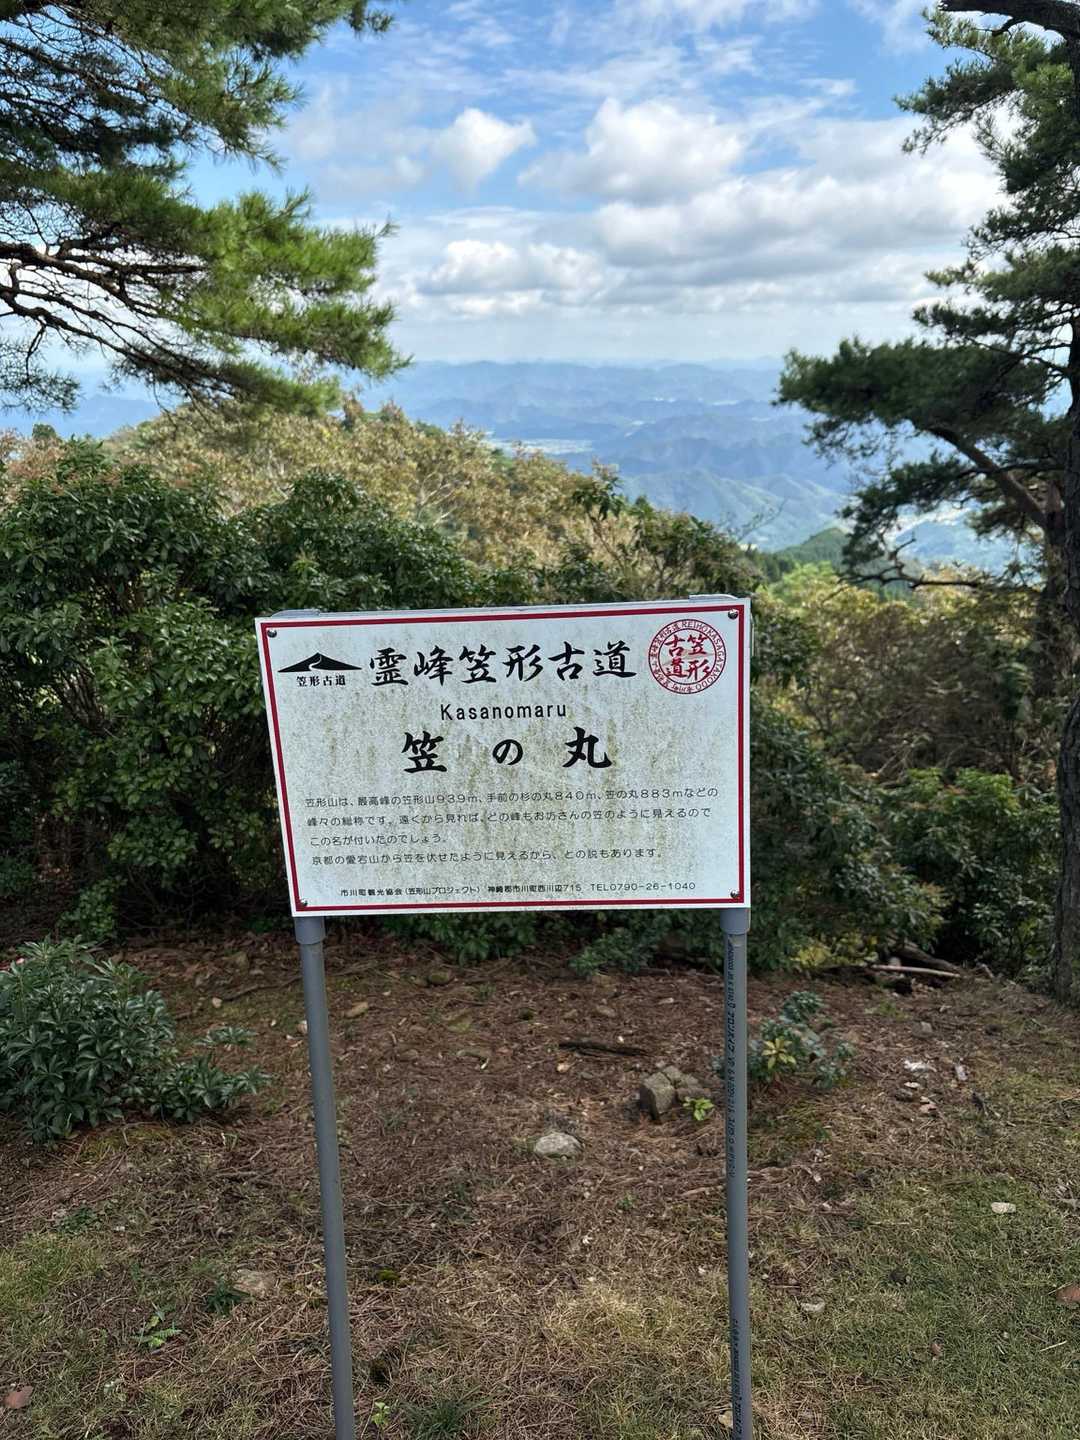 霊峰笠形古道
笠形古道
笠形
古道
REIHOKASAGATAKODO
Kasanomaru
笠の丸
笠形山は、最高峰の笠形山939m、手前の杉の丸840m、笠の丸883mなどの
峰々の総称です。遠くから見れば、どの峰もお坊さんの笠のように見えるので
この名が付いたのでしょう。
京都の愛宕山から笠を伏せたように見えるから、との説もあります。
市川町観光協会(笠形山プロジェクト) 神崎郡市川町西川辺715 TEL0790-26-1040